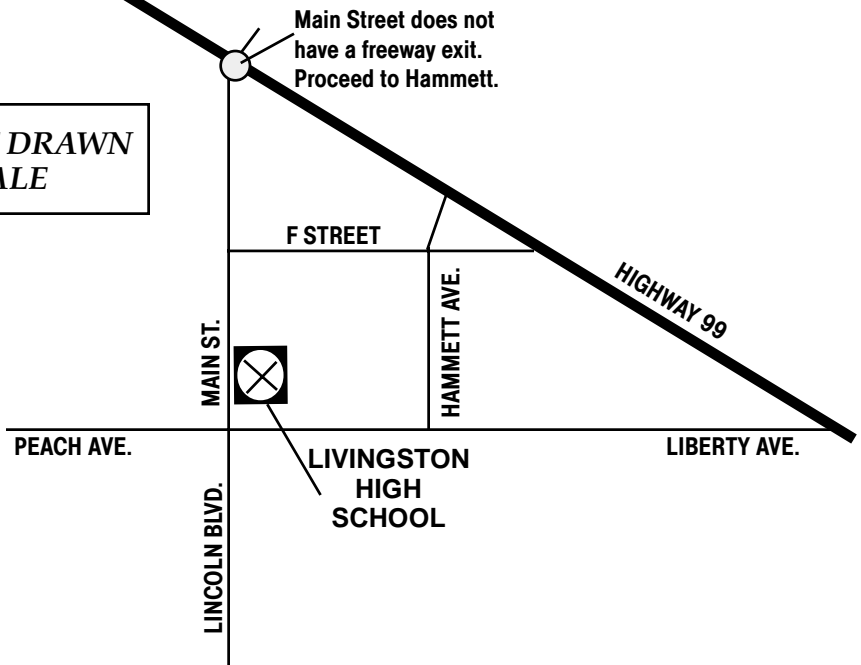 Main Street does not
have a freeway exit.
Proceed to Hammett.
DRAWN
F STREET
HIGHWAY 99
HAMMETT AVE.
MAIN ST.
PEACH AVE.
LIBERTY AVE.
LIVINGSTON
HIGH
SCHOOL
LINCOLN BLVD.